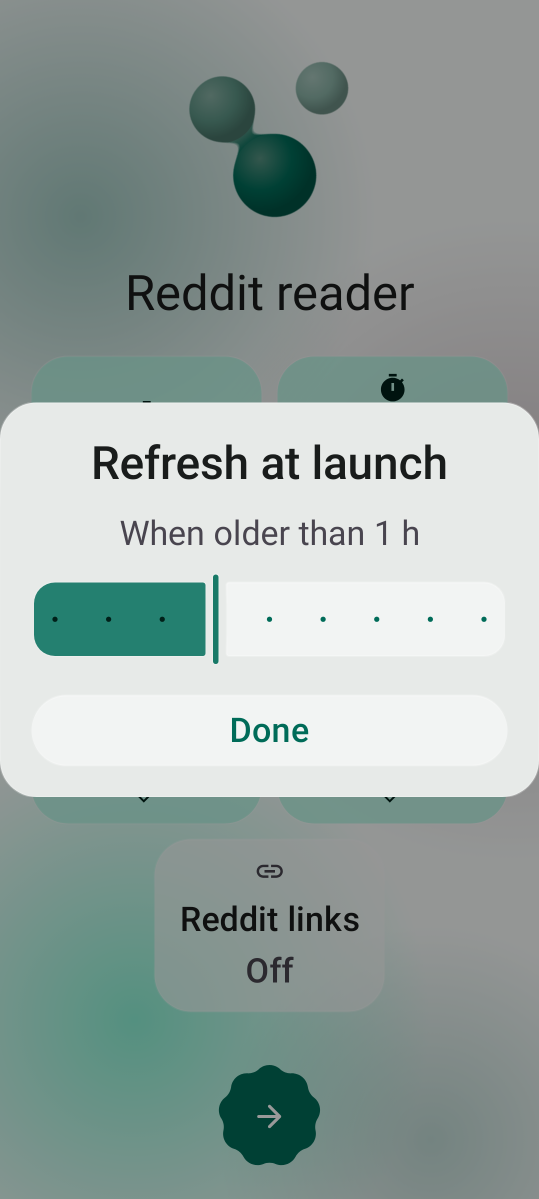 Reddit reader
Refresh at launch
When older than 1 h
Done
Reddit links
Off